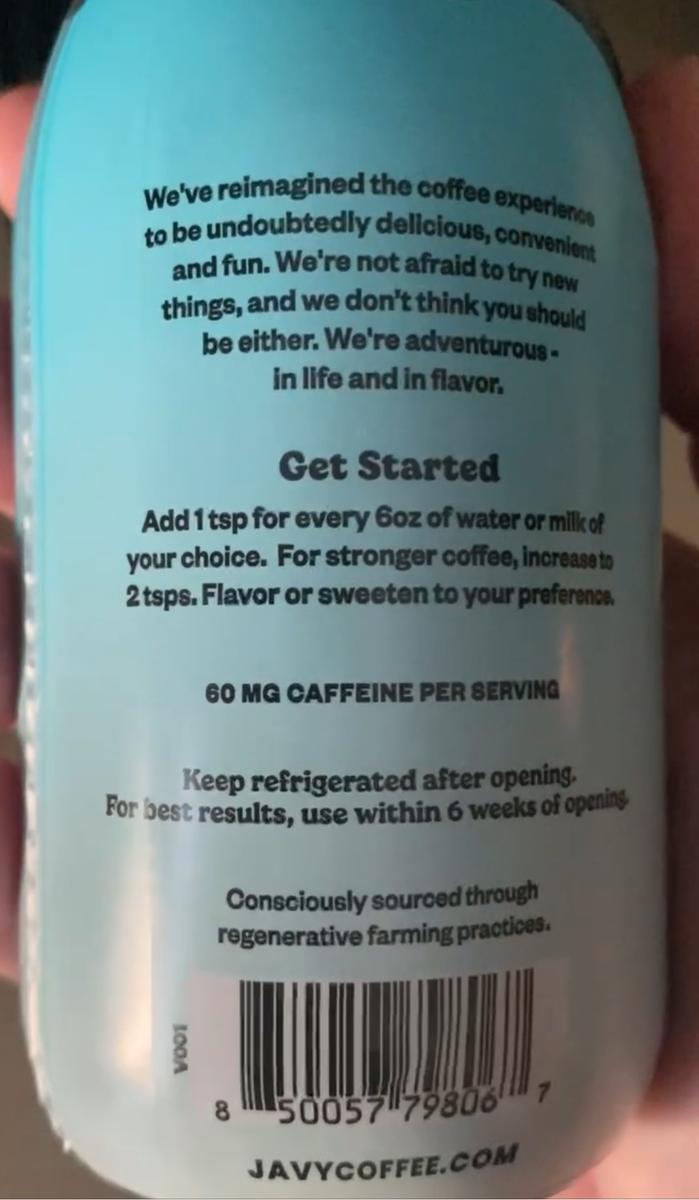 We've reimagined the coffee experience
to be undoubtedly delicious, convenient
and fun. We're not afraid to try new
things, and we don't think you should
be either. We're adventurous -
in life and in flavor.
Get Started
Add 1 tsp for every 6oz of water or milk of
your choice. For stronger coffee, increase to
2 tsps. Flavor or sweeten to your preference.
60 MG CAFFEINE PER SERVING
Keep refrigerated after opening.
For best results, use within 6 weeks of opening.
Consciously sourced through
regenerative farming practices.
V001
8 50057 79806 7
JAVYCOFFEE.COM